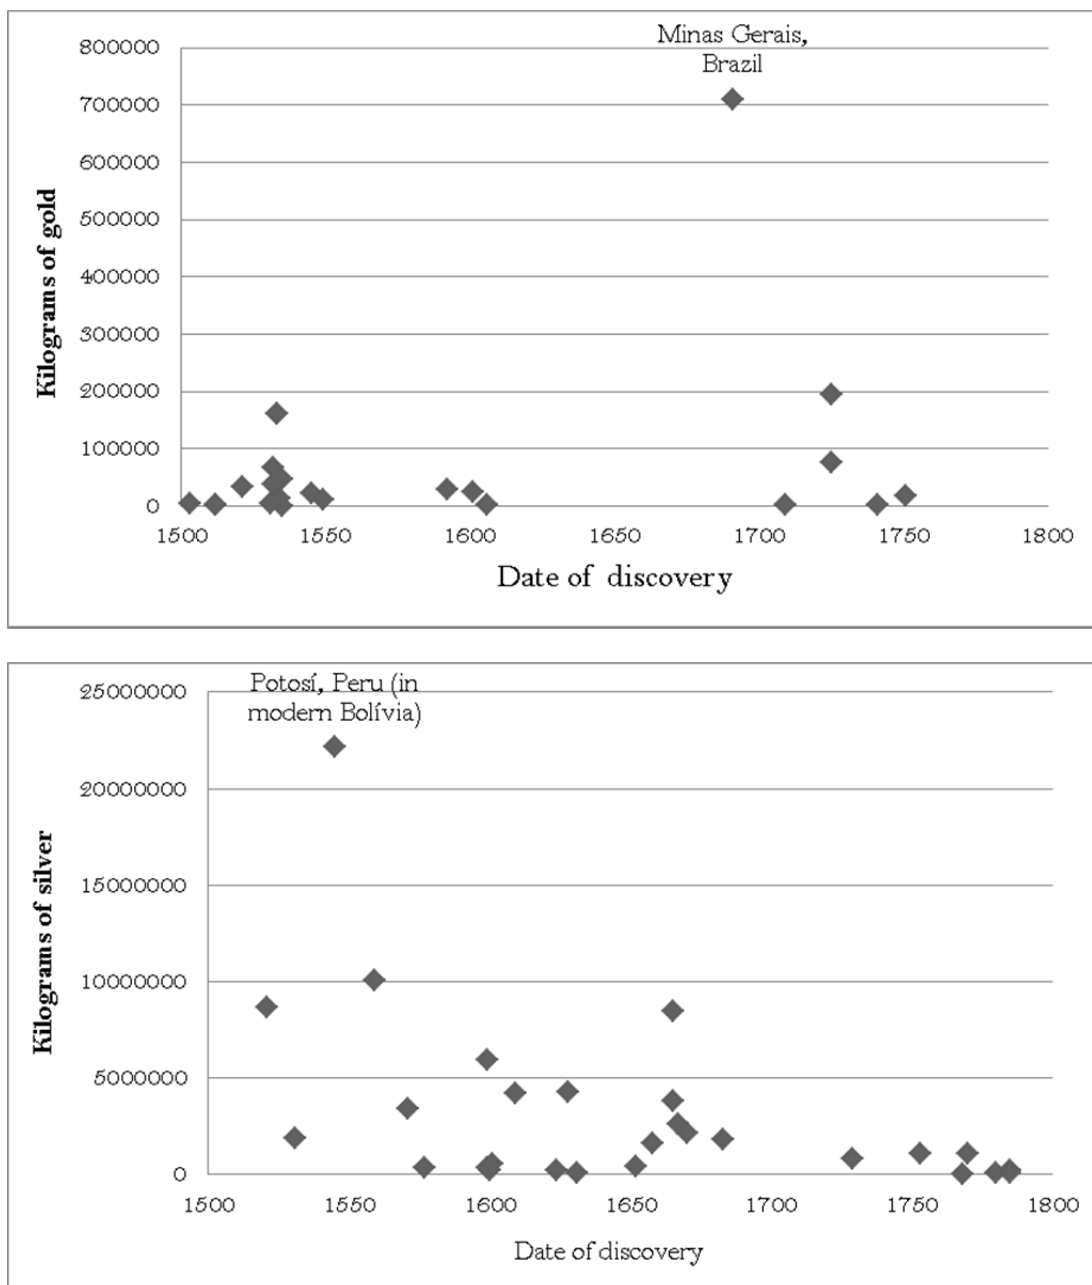 Minas Gerais,
Brazil
800000
700000
600000
500000
400000
300000
200000
100000
0
Kilograms of gold
1500 1550 1600 1650 1700 1750 1800
Date of discovery
Potosí, Peru (in
modern Bolívia)
25000000
20000000
15000000
10000000
5000000
0
Kilograms of silver
1500 1550 1600 1650 1700 1750 1800
Date of discovery